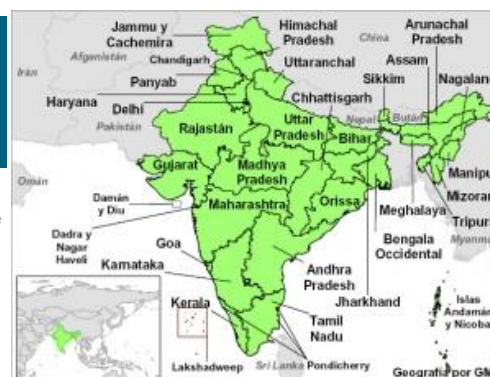 Jammu y
Cachemira
Himachal
Pradesh
Arunachal
Pradesh
China
Afganistán
Chandigarh
Uttaranchal
Assam
Irán
Panyab
Sikkim
Nagalan
Haryana
Delhi
Chhattisgarh
Nepal
Bután
Pakistán
Rajastán
Uttar
Pradesh
Bihar
Gujarat
Madhya
Pradesh
Manipu
Omán
Damán
y Diu
Maharashtra
Orissa
Meghalaya
Mizoran
Tripur
Myanma
Dadra y
Nagar
Haveli
Bengala
Occidental
Goa
Karnataka
Andhra
Pradesh
Jharkhand
Islas
Andamán
y Nicoba
Kerala
Tamil
Nadu
Lakshadweep
Sri Lanka
Pondicherry
Geografía por GM